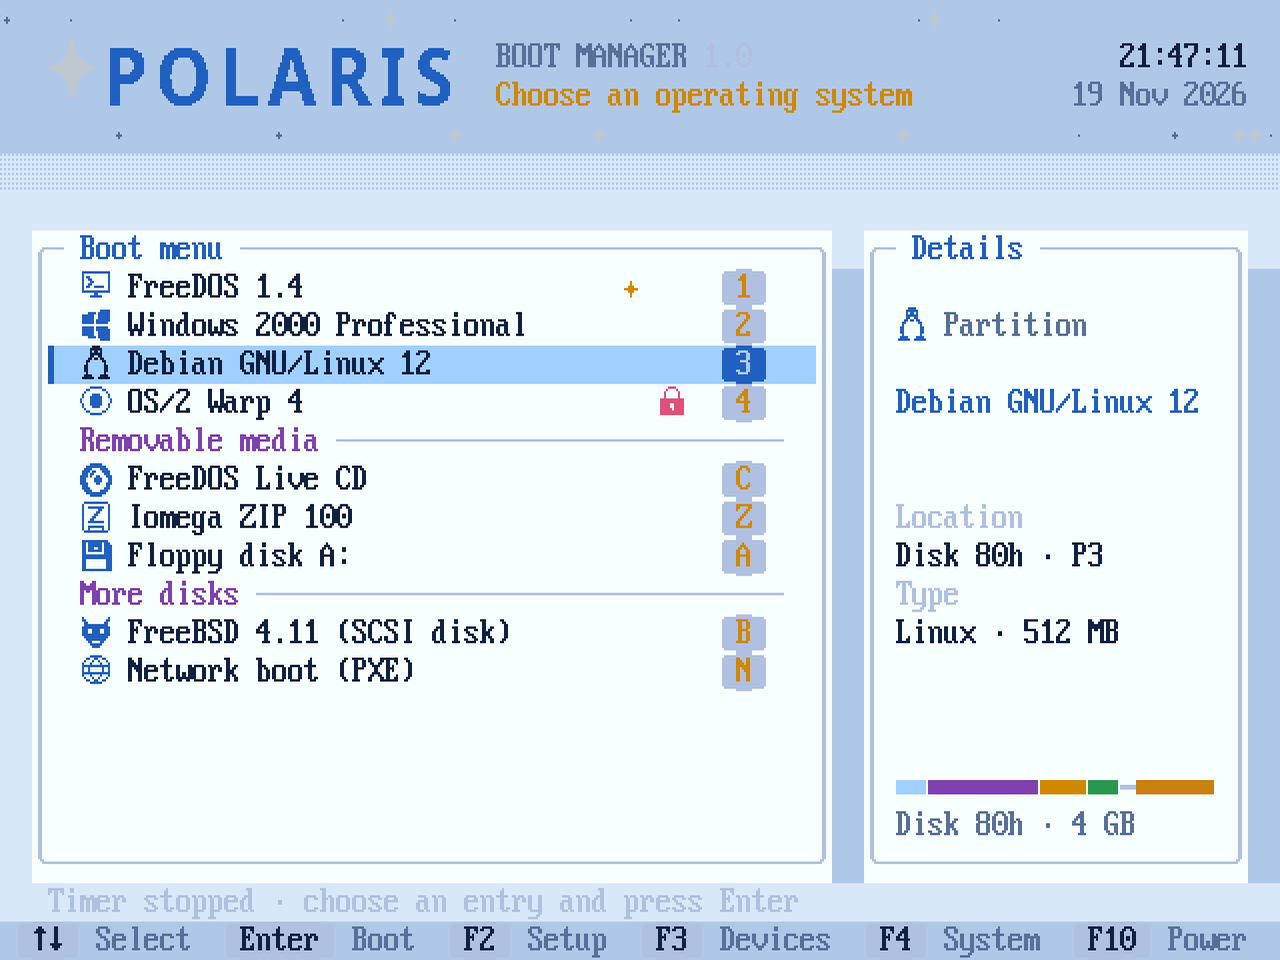 POLARIS
BOOT MANAGER 1.0
Choose an operating system
21:47:11
19 Nov 2026
Boot menu
FreeDOS 1.4 1
Windows 2000 Professional 2
Debian GNU/Linux 12 3
OS/2 Warp 4 4
Removable media
FreeDOS Live CD C
Iomega ZIP 100 Z
Floppy disk A: A
More disks
FreeBSD 4.11 (SCSI disk) B
Network boot (PXE) N
Details
Partition
Debian GNU/Linux 12
Location
Disk 80h · P3
Type
Linux · 512 MB
Disk 80h · 4 GB
Timer stopped · choose an entry and press Enter
↑↓ Select Enter Boot F2 Setup F3 Devices F4 System F10 Power